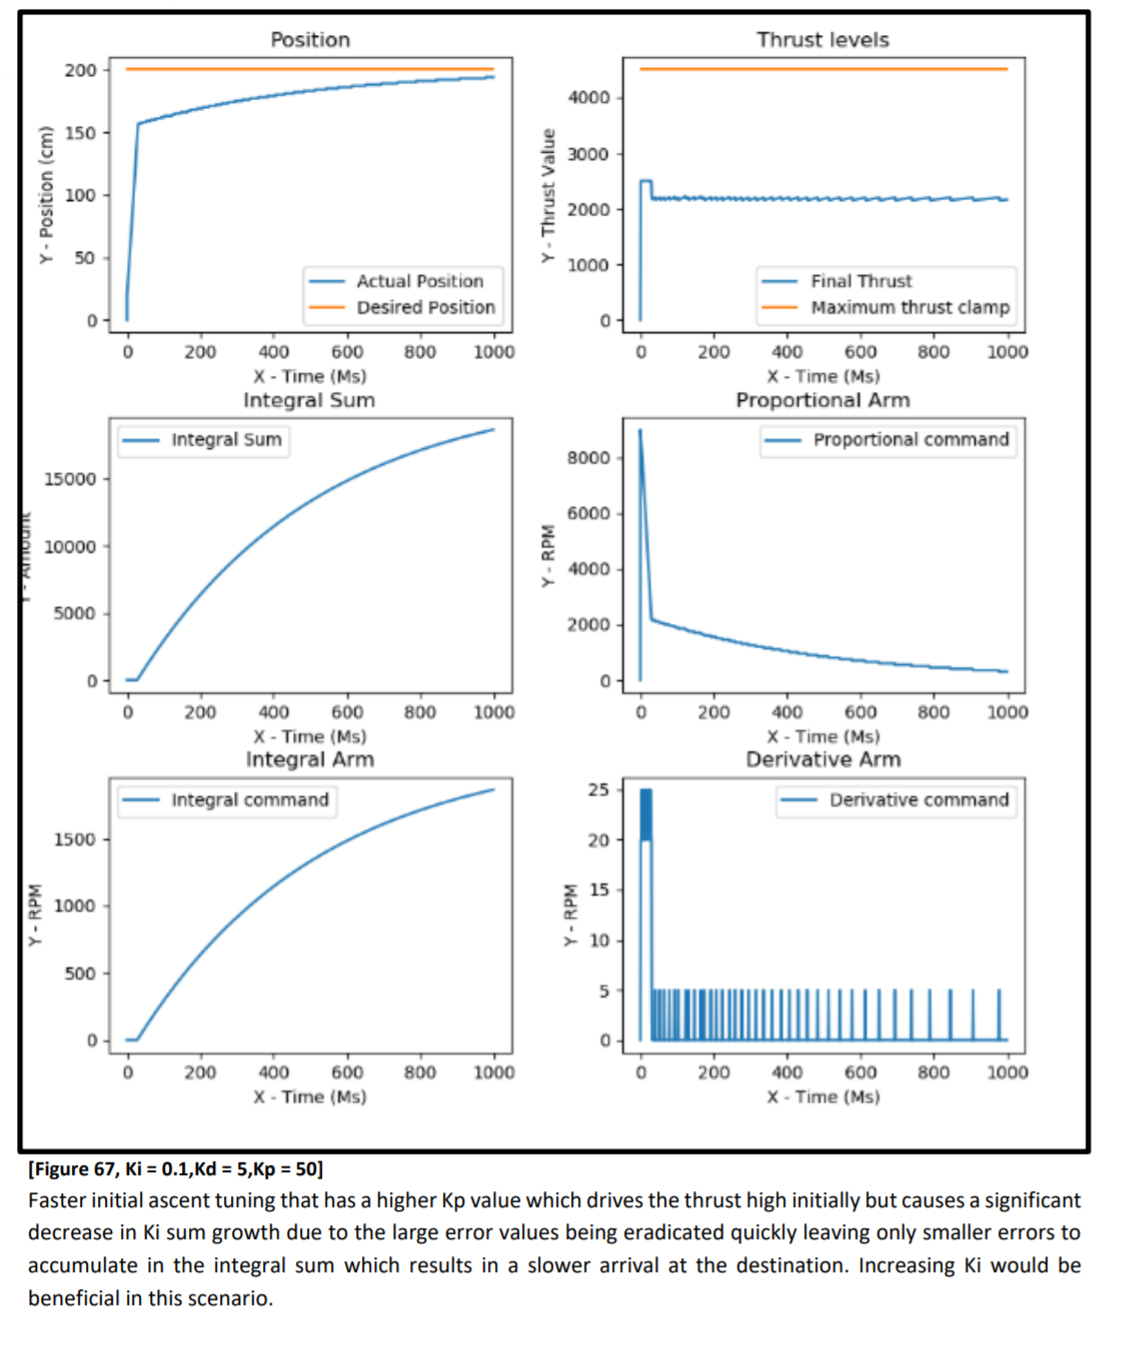 Position
200
150
100
50
0
Y - Position (cm)
Actual Position
Desired Position
0 200 400 600 800 1000
X - Time (Ms)
Thrust levels
4000
3000
2000
1000
0
Y - Thrust Value
Final Thrust
Maximum thrust clamp
0 200 400 600 800 1000
X - Time (Ms)
Integral Sum
Integral Sum
15000
10000
5000
0
0 200 400 600 800 1000
X - Time (Ms)
Proportional Arm
Proportional command
8000
6000
4000
2000
0
Y - RPM
0 200 400 600 800 1000
X - Time (Ms)
Integral Arm
Integral command
1500
1000
500
0
Y - RPM
0 200 400 600 800 1000
X - Time (Ms)
Derivative Arm
Derivative command
25
20
15
10
5
0
Y - RPM
0 200 400 600 800 1000
X - Time (Ms)
[Figure 67, Ki = 0.1,Kd = 5,Kp = 50]
Faster initial ascent tuning that has a higher Kp value which drives the thrust high initially but causes a significant
decrease in Ki sum growth due to the large error values being eradicated quickly leaving only smaller errors to
accumulate in the integral sum which results in a slower arrival at the destination. Increasing Ki would be
beneficial in this scenario.